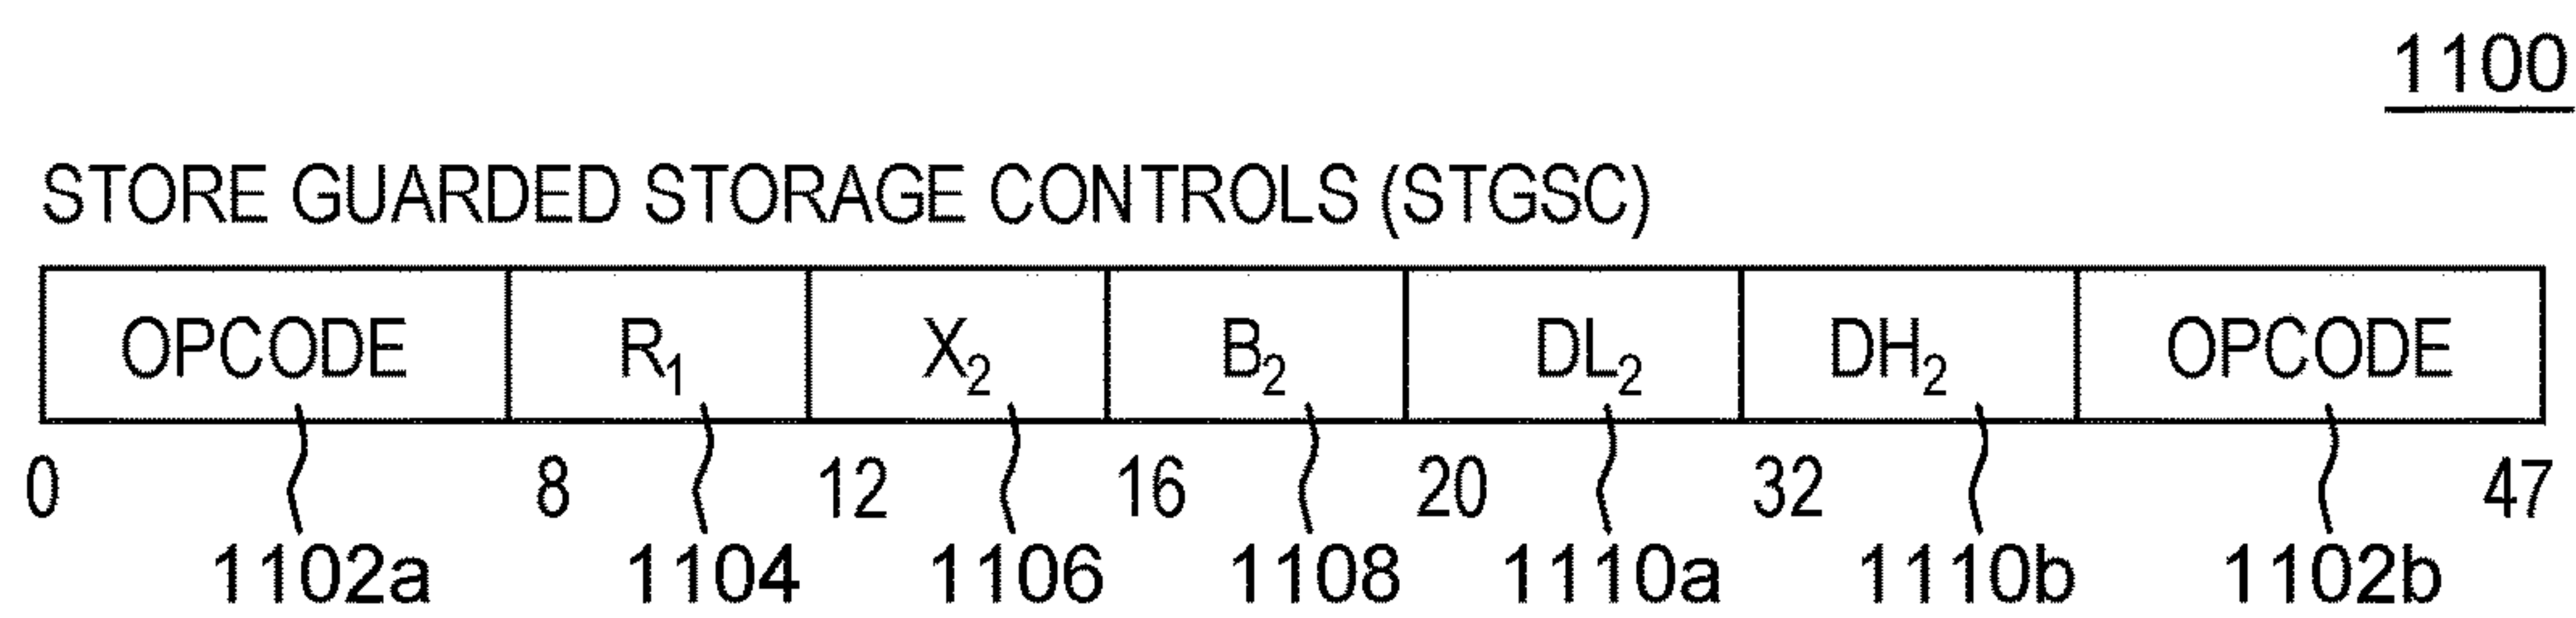 1100
STORE GUARDED STORAGE CONTROLS (STGSC)
OPCODE R₁ X₂ B₂ DL₂ DH₂ OPCODE
0 8 12 16 20 32 47
1102a 1104 1106 1108 1110a 1110b 1102b